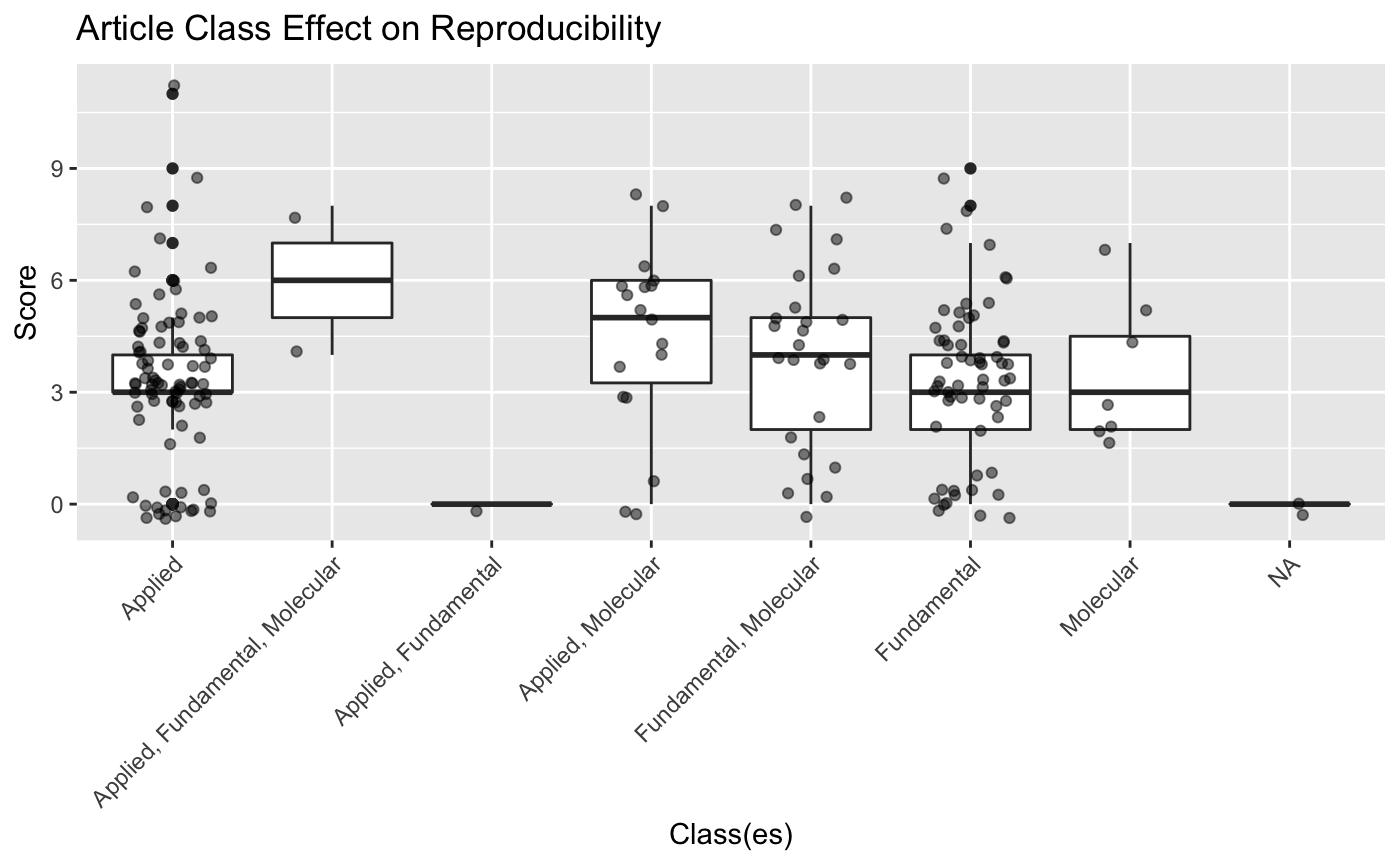 Article Class Effect on Reproducibility
Score
9
6
3
0
Applied
Applied, Fundamental, Molecular
Applied, Fundamental
Applied, Molecular
Fundamental, Molecular
Fundamental
Molecular
NA
Class(es)